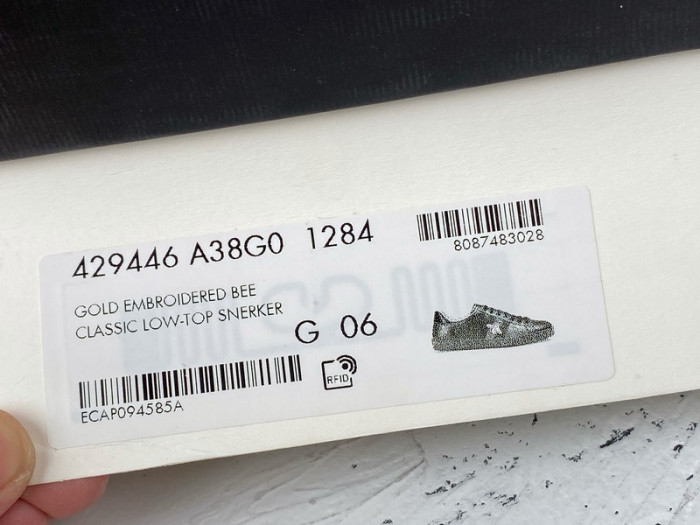 429446 A38G0 1284
8087483028
GOLD EMBROIDERED BEE
CLASSIC LOW-TOP SNERKER
G 06
RFID
ECAP094585A